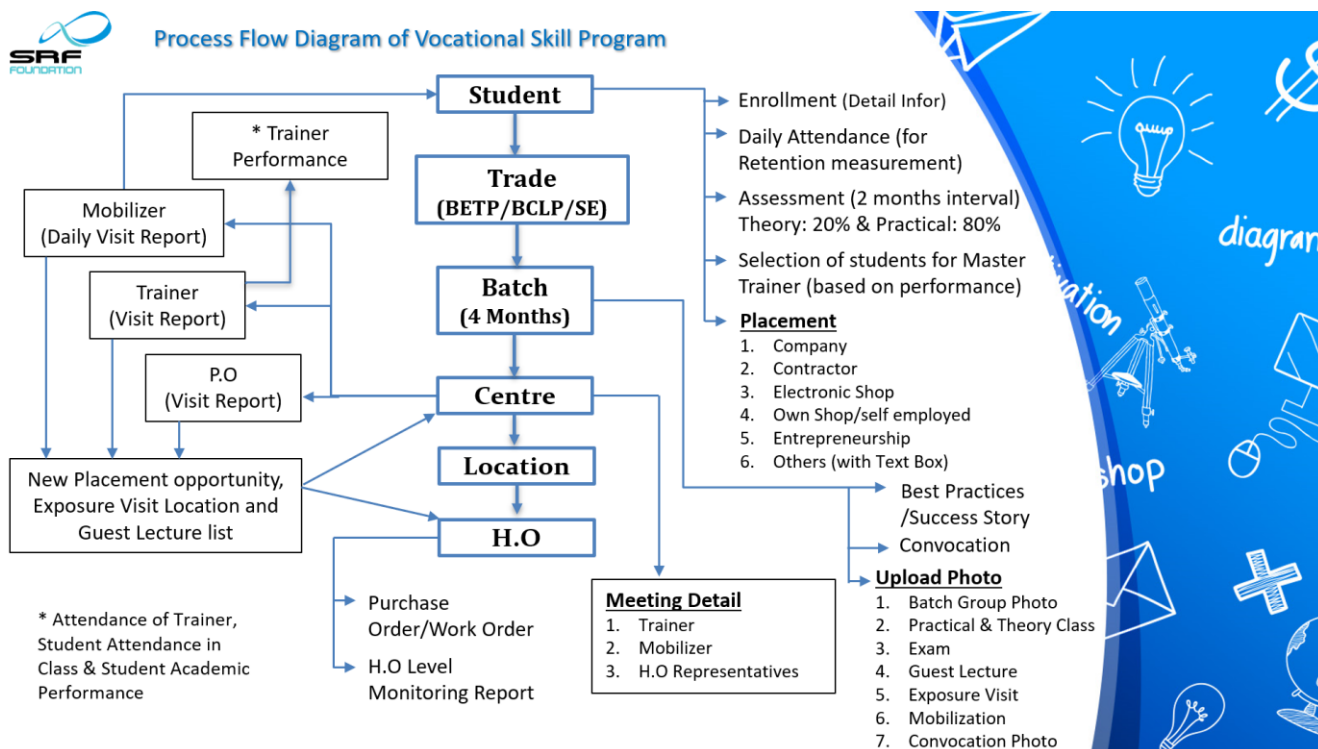 SRF
FOUNDATION
Process Flow Diagram of Vocational Skill Program
Student
Trade
(BETP/BCLP/SE)
Batch
(4 Months)
Centre
Location
H.O
* Trainer
Performance
Mobilizer
(Daily Visit Report)
Trainer
(Visit Report)
P.O
(Visit Report)
New Placement opportunity,
Exposure Visit Location and
Guest Lecture list
* Attendance of Trainer,
Student Attendance in
Class & Student Academic
Performance
Purchase
Order/Work Order
H.O Level
Monitoring Report
Meeting Detail
1. Trainer
2. Mobilizer
3. H.O Representatives
Enrollment (Detail Infor)
Daily Attendance (for
Retention measurement)
Assessment (2 months interval)
Theory: 20% & Practical: 80%
Selection of students for Master
Trainer (based on performance)
Placement
1. Company
2. Contractor
3. Electronic Shop
4. Own Shop/self employed
5. Entrepreneurship
6. Others (with Text Box)
Best Practices
/Success Story
Convocation
Upload Photo
1. Batch Group Photo
2. Practical & Theory Class
3. Exam
4. Guest Lecture
5. Exposure Visit
6. Mobilization
7. Convocation Photo
$
diagram
ivation
shop